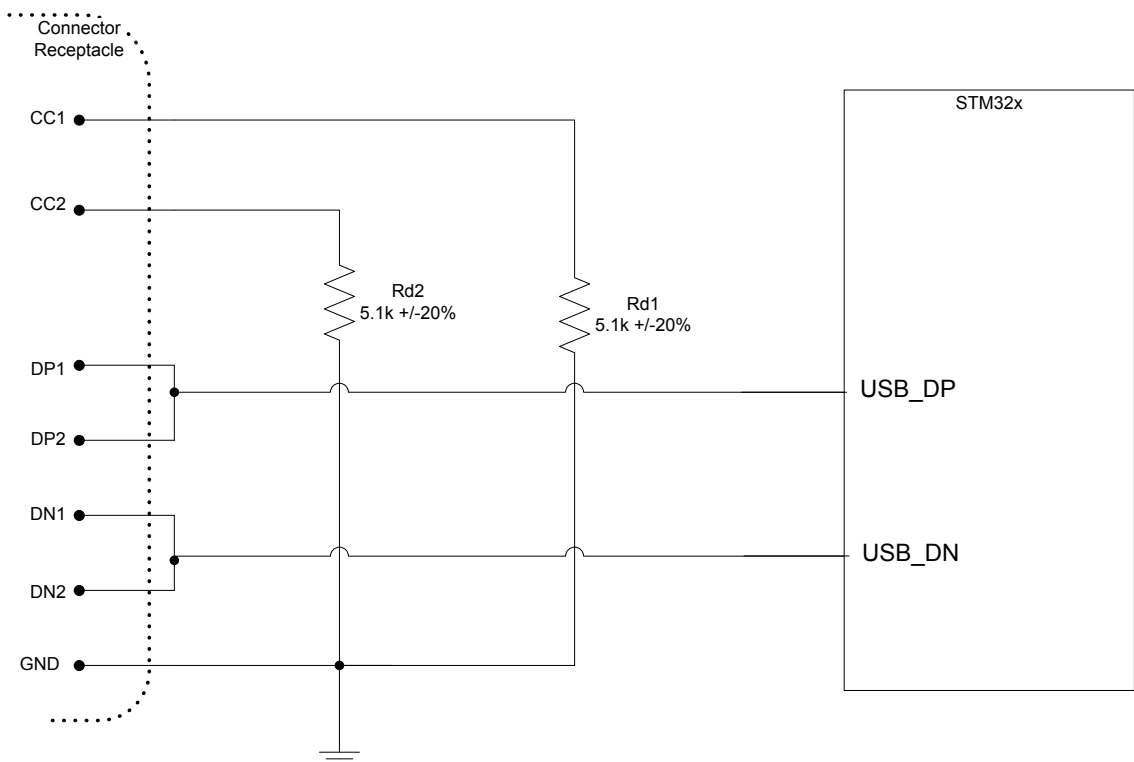 Connector
Receptacle
STM32x
CC1
CC2
Rd2
5.1k +/-20%
Rd1
5.1k +/-20%
DP1
USB_DP
DP2
DN1
USB_DN
DN2
GND